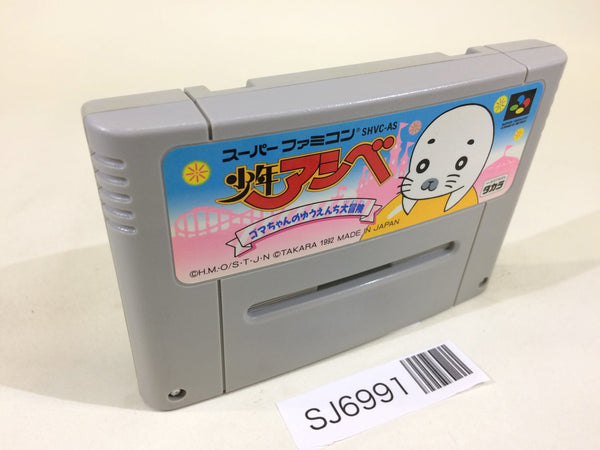 スーパー ファミコン® SHVC-AS
少年アシベ
ゴマちゃんのゆうえんち大冒険
タカラ
©H.M・O/S・T・J・N ©TAKARA 1992 MADE IN JAPAN
SJ6991